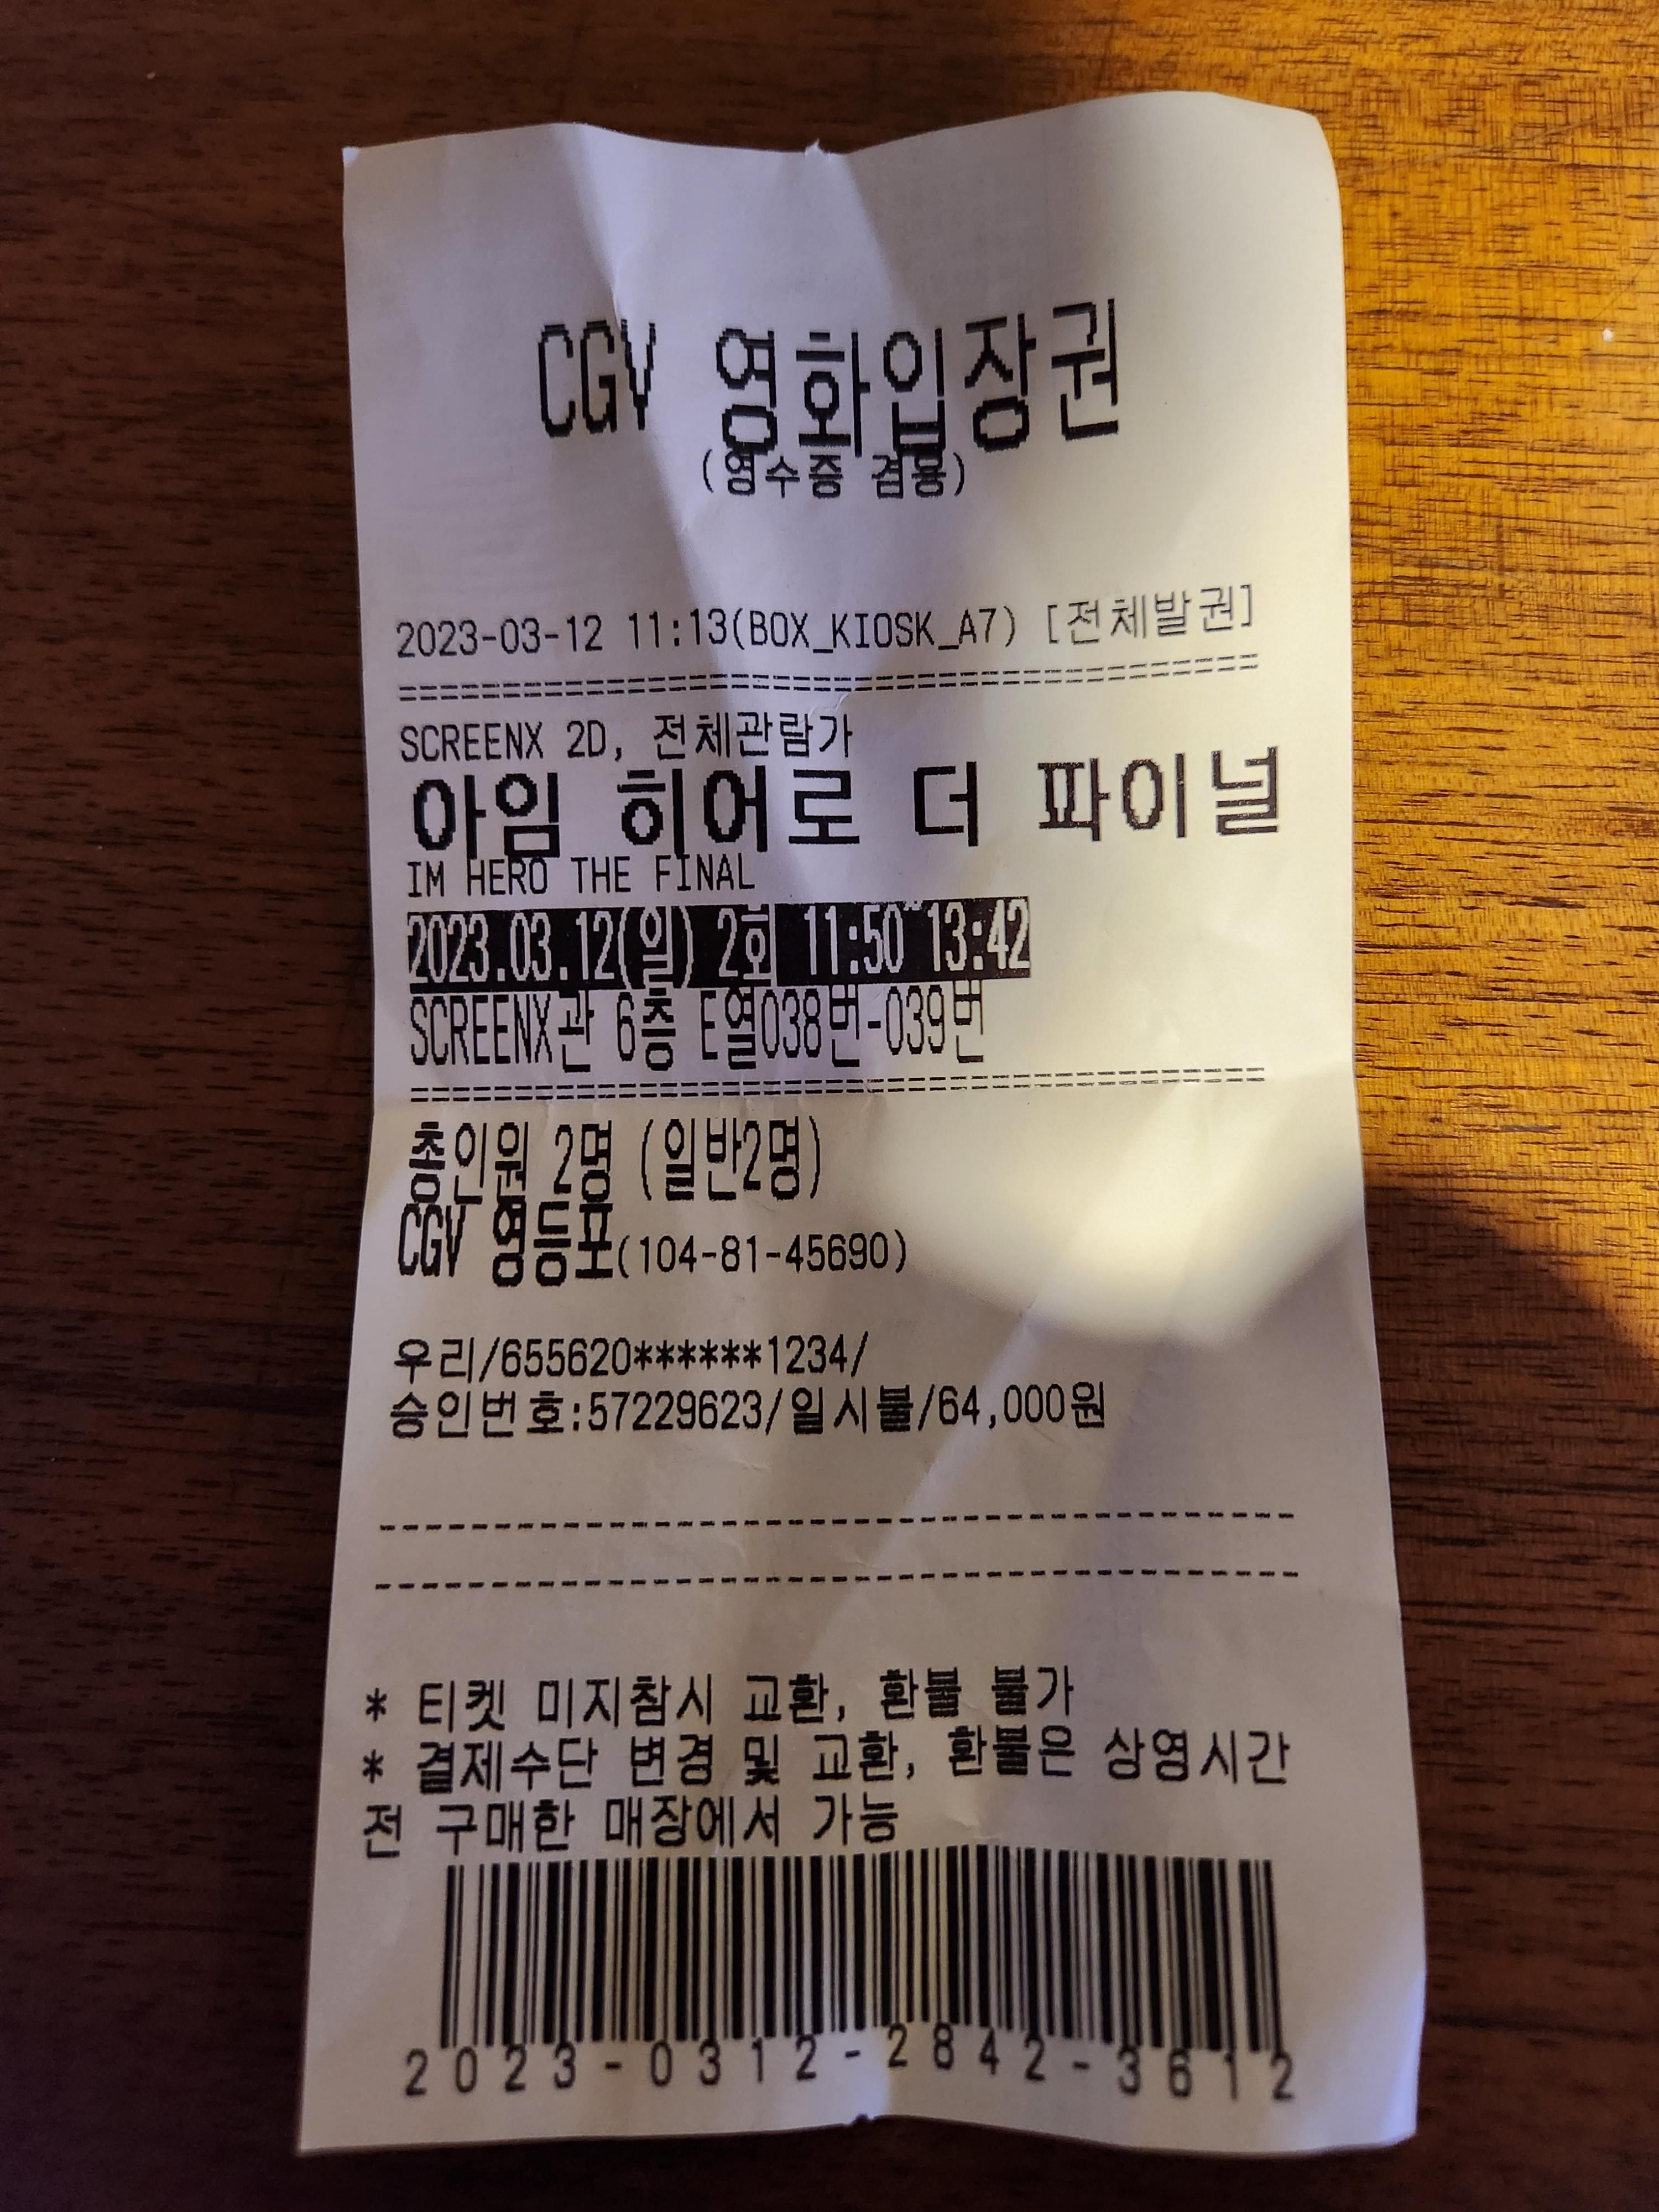 CGV 영화입장권
(영수증 겸용)
2023-03-12 11:13(BOX_KIOSK_A7) [전체발권]
==========================================
SCREENX 2D, 전체관람가
아임 히어로 더 파이널
IM HERO THE FINAL
2023.03.12(일) 2회 11:50~13:42
SCREENX관 6층 E열038번-039번
==========================================
총인원 2명 (일반2명)
CGV 영등포(104-81-45690)
우리/655620******1234/
승인번호:57229623/일시불/64,000원
------------------------------------------
------------------------------------------
* 티켓 미지참시 교환, 환불 불가
* 결제수단 변경 및 교환, 환불은 상영시간
전 구매한 매장에서 가능
2023-0312-2842-3612